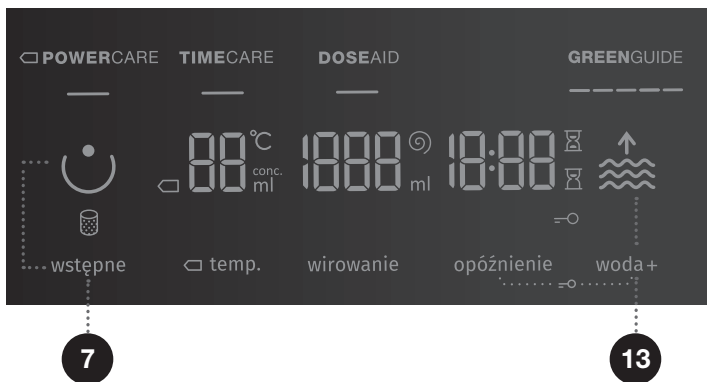 POWERCARE TIMECARE DOSEAID GREENGUIDE
88 °C conc. ml 1888 ml 18:88
wstępne temp. wirowanie opóźnienie woda+
7 13